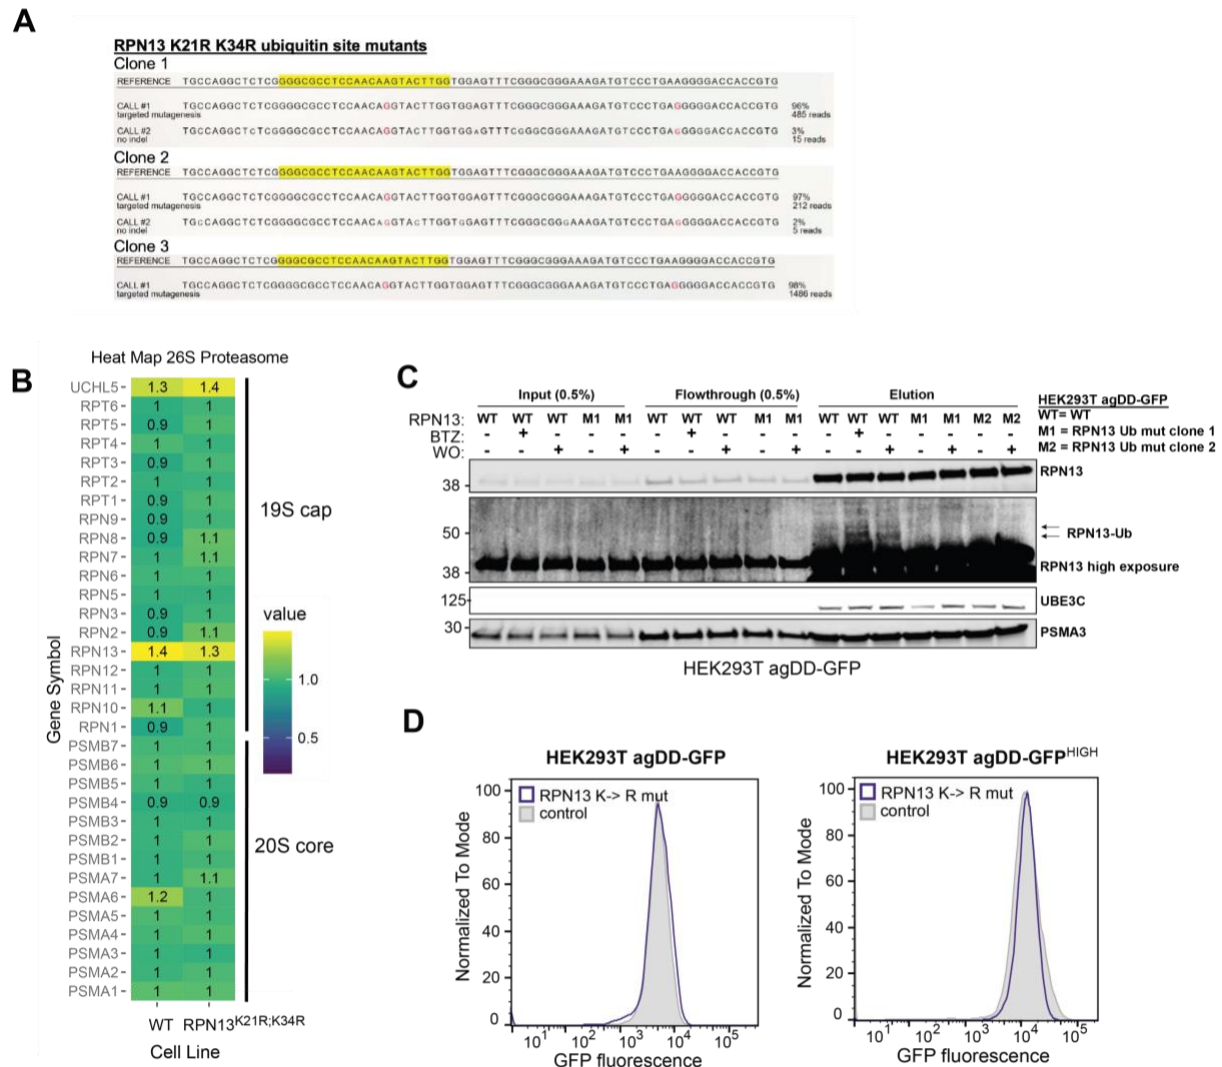 A
RPN13 K21R K34R ubiquitin site mutants
Clone 1
REFERENCE TGCCAGGCTCTCGGGGCGCCTCCAACAAGTACTTGGTGGAGTTTCGGGCGGGAAAGATGTCCCTGAAGGGGACCACCGTG
CALL #1 TGCCAGGCTCTCGGGGCGCCTCCAACAGGTACTTGGTGGAGTTTCGGGCGGGAAAGATGTCCCTGAGGGGGACCACCGTG 96%
targeted mutagenesis 485 reads
CALL #2 TGCCAGGCTCTCGGGGCGCCTCCAACAGGTACTTGGTGGAGTTTCGGGCGGGAAAGATGTCCCTGAGGGGGACCACCGTG 3%
no indel 15 reads
Clone 2
REFERENCE TGCCAGGCTCTCGGGGCGCCTCCAACAAGTACTTGGTGGAGTTTCGGGCGGGAAAGATGTCCCTGAAGGGGACCACCGTG
CALL #1 TGCCAGGCTCTCGGGGCGCCTCCAACAGGTACTTGGTGGAGTTTCGGGCGGGAAAGATGTCCCTGAGGGGGACCACCGTG 97%
targeted mutagenesis 212 reads
CALL #2 TGCCAGGCTCTCGGGGCGCCTCCAACAGGTACTTGGTGGAGTTTCGGGCGGGAAAGATGTCCCTGAGGGGGACCACCGTG 2%
no indel 5 reads
Clone 3
REFERENCE TGCCAGGCTCTCGGGGCGCCTCCAACAAGTACTTGGTGGAGTTTCGGGCGGGAAAGATGTCCCTGAAGGGGACCACCGTG
CALL #1 TGCCAGGCTCTCGGGGCGCCTCCAACAGGTACTTGGTGGAGTTTCGGGCGGGAAAGATGTCCCTGAGGGGGACCACCGTG 98%
targeted mutagenesis 1486 reads
B
Heat Map 26S Proteasome
Gene Symbol
UCHL5 1.3 1.4
RPT6 1 1
RPT5 0.9 1
RPT4 1 1
RPT3 0.9 1
RPT2 1 1
RPT1 0.9 1
RPN9 0.9 1
RPN8 0.9 1.1
RPN7 1 1.1
RPN6 1 1
RPN5 1 1
RPN3 0.9 1
RPN2 0.9 1.1
RPN13 1.4 1.3
RPN12 1 1
RPN11 1 1
RPN10 1.1 1
RPN1 0.9 1
PSMB7 1 1
PSMB6 1 1
PSMB5 1 1
PSMB4 0.9 0.9
PSMB3 1 1
PSMB2 1 1
PSMB1 1 1
PSMA7 1 1.1
PSMA6 1.2 1
PSMA5 1 1
PSMA4 1 1
PSMA3 1 1
PSMA2 1 1
PSMA1 1 1
WT RPN13K21R;K34R
Cell Line
19S cap
20S core
value
1.0
0.5
C
Input (0.5%) Flowthrough (0.5%) Elution
RPN13: WT WT WT M1 M1 WT WT WT M1 M1 WT WT WT M1 M1 M2 M2
BTZ: - + - - - - + - - - - + - - - - -
WO: - - + - + - - + - + - - + - + - +
HEK293T agDD-GFP
WT= WT
M1 = RPN13 Ub mut clone 1
M2 = RPN13 Ub mut clone 2
38 RPN13
50 RPN13-Ub
38 RPN13 high exposure
125 UBE3C
30 PSMA3
HEK293T agDD-GFP
D
HEK293T agDD-GFP
Normalized To Mode
100
80
60
40
20
0
RPN13 K-> R mut
control
101 102 103 104 105
GFP fluorescence
HEK293T agDD-GFPHIGH
Normalized To Mode
100
80
60
40
20
0
RPN13 K-> R mut
control
101 102 103 104 105
GFP fluorescence